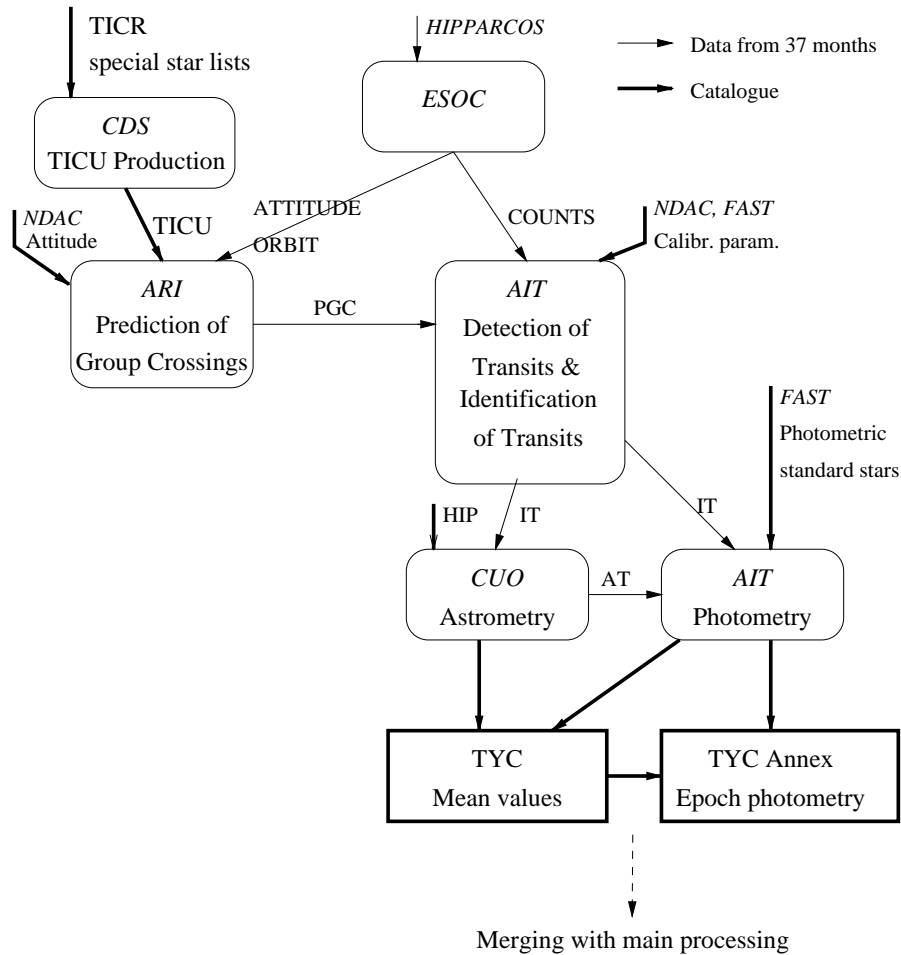 TICR
special star lists
HIPPARCOS
Data from 37 months
Catalogue
CDS
TICU Production
ESOC
NDAC
Attitude
TICU
ATTITUDE
ORBIT
COUNTS
NDAC, FAST
Calibr. param.
ARI
Prediction of
Group Crossings
PGC
AIT
Detection of
Transits &
Identification
of Transits
FAST
Photometric
standard stars
HIP
IT
IT
CUO
Astrometry
AT
AIT
Photometry
TYC
Mean values
TYC Annex
Epoch photometry
Merging with main processing